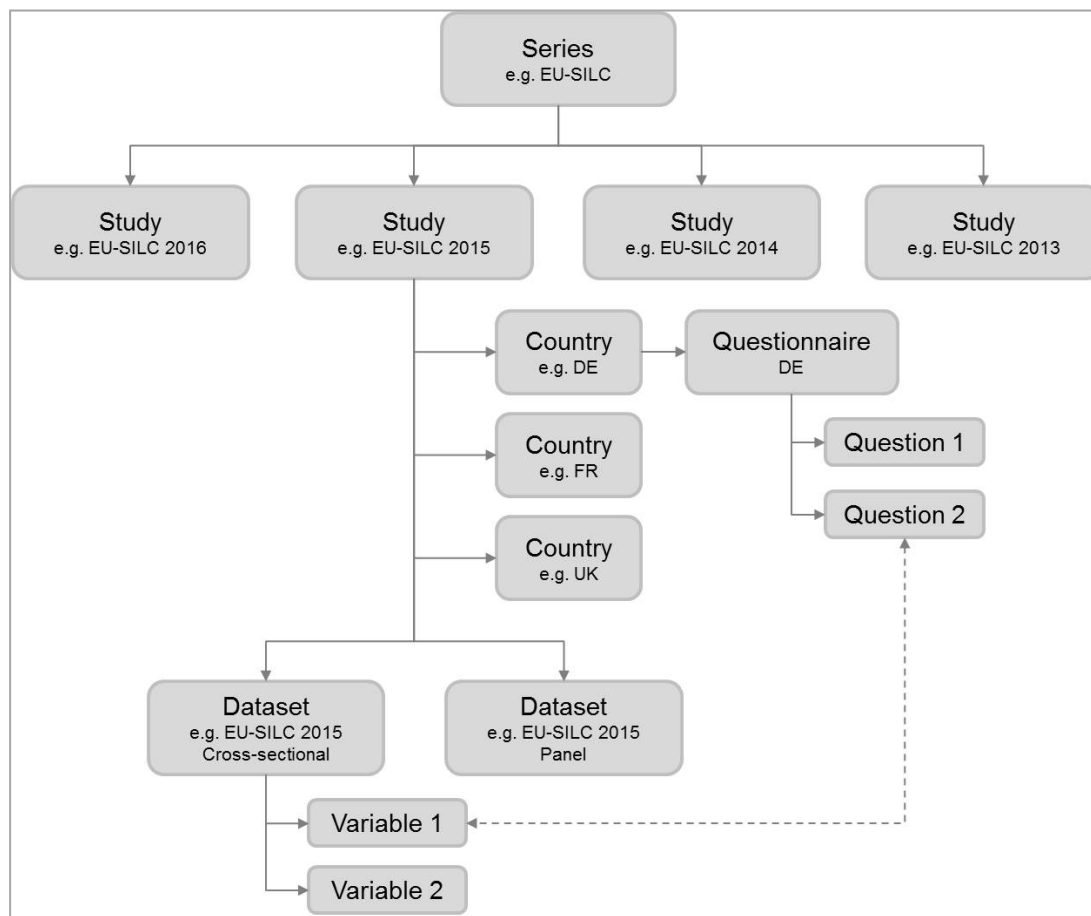 Series
e.g. EU-SILC
Study
e.g. EU-SILC 2016
Study
e.g. EU-SILC 2015
Study
e.g. EU-SILC 2014
Study
e.g. EU-SILC 2013
Country
e.g. DE
Questionnaire
DE
Question 1
Country
e.g. FR
Question 2
Country
e.g. UK
Dataset
e.g. EU-SILC 2015
Cross-sectional
Dataset
e.g. EU-SILC 2015
Panel
Variable 1
Variable 2